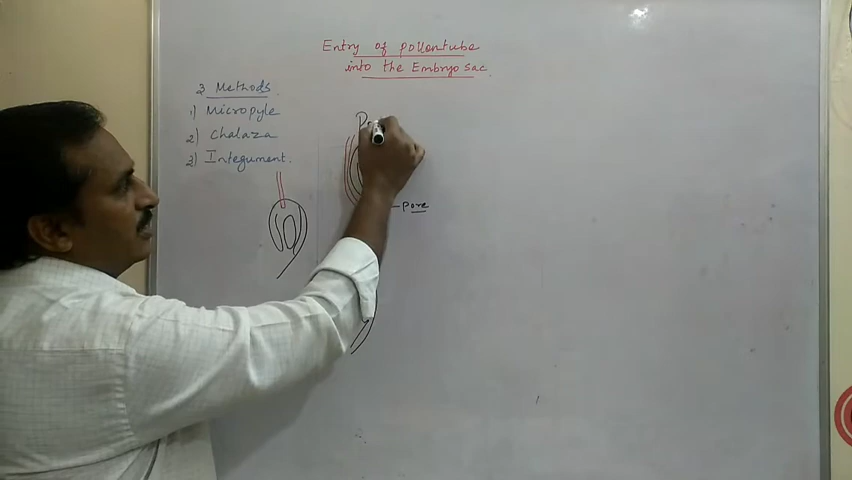 Entry of pollentube
into the Embryo sac.
3 Methods.
1) Micropyle
2) Chalaza
3) Integument.
pore